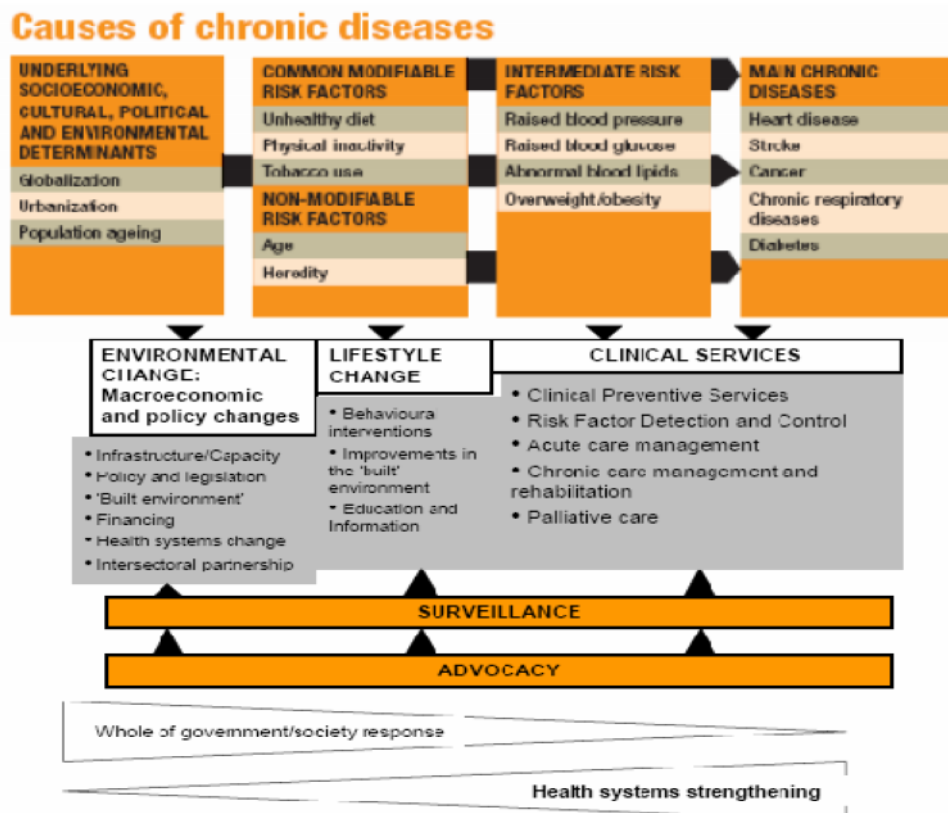 Causes of chronic diseases
UNDERLYING
SOCIOECONOMIC,
CULTURAL, POLITICAL
AND ENVIRONMENTAL
DETERMINANTS
Globalization
Urbanization
Population ageing
COMMON MODIFIABLE
RISK FACTORS
Unhealthy diet
Physical inactivity
Tobacco use
NON-MODIFIABLE
RISK FACTORS
Age
Heredity
INTERMEDIATE RISK
FACTORS
Raised blood pressure
Raised blood glucose
Abnormal blood lipids
Overweight/obesity
MAIN CHRONIC
DISEASES
Heart disease
Stroke
Cancer
Chronic respiratory
diseases
Diabetes
ENVIRONMENTAL
CHANGE:
Macroeconomic
and policy changes
• Infrastructure/Capacity
• Policy and legislation
• 'Built environment'
• Financing
• Health systems change
• Intersectoral partnership
LIFESTYLE
CHANGE
• Behavioura
interventions
• Improvements in
the 'built'
environment
• Education and
Information
CLINICAL SERVICES
• Clinical Preventive Services
• Risk Factor Detection and Control
• Acute care management
• Chronic care management and
rehabilitation
• Palliative care
SURVEILLANCE
ADVOCACY
Whole of government/society response
Health systems strengthening